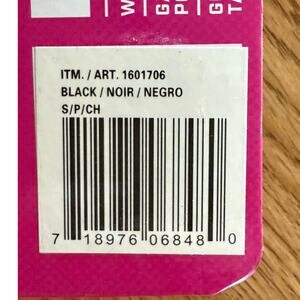 ITM. / ART. 1601706
BLACK / NOIR / NEGRO
S/P/CH
7 18976 06848 0